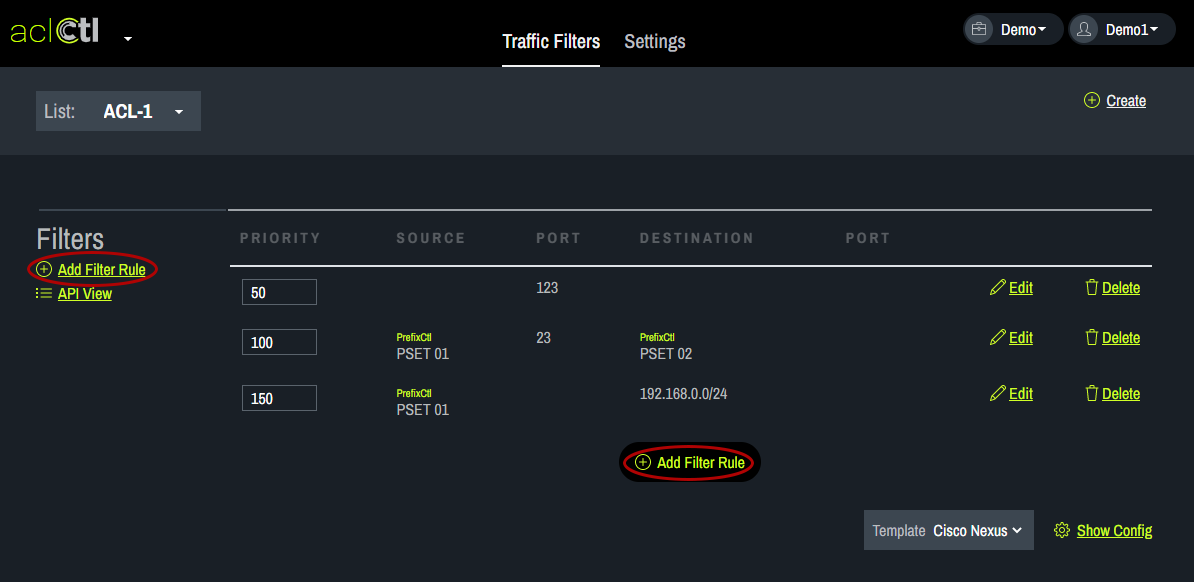 aclCtl
Traffic Filters Settings
Demo Demo1
List: ACL-1
Create
Filters
Add Filter Rule
API View
PRIORITY SOURCE PORT DESTINATION PORT
50 123 Edit Delete
100 PrefixCtl PSET 01 23 PrefixCtl PSET 02 Edit Delete
150 PrefixCtl PSET 01 192.168.0.0/24 Edit Delete
Add Filter Rule
Template Cisco Nexus Show Config